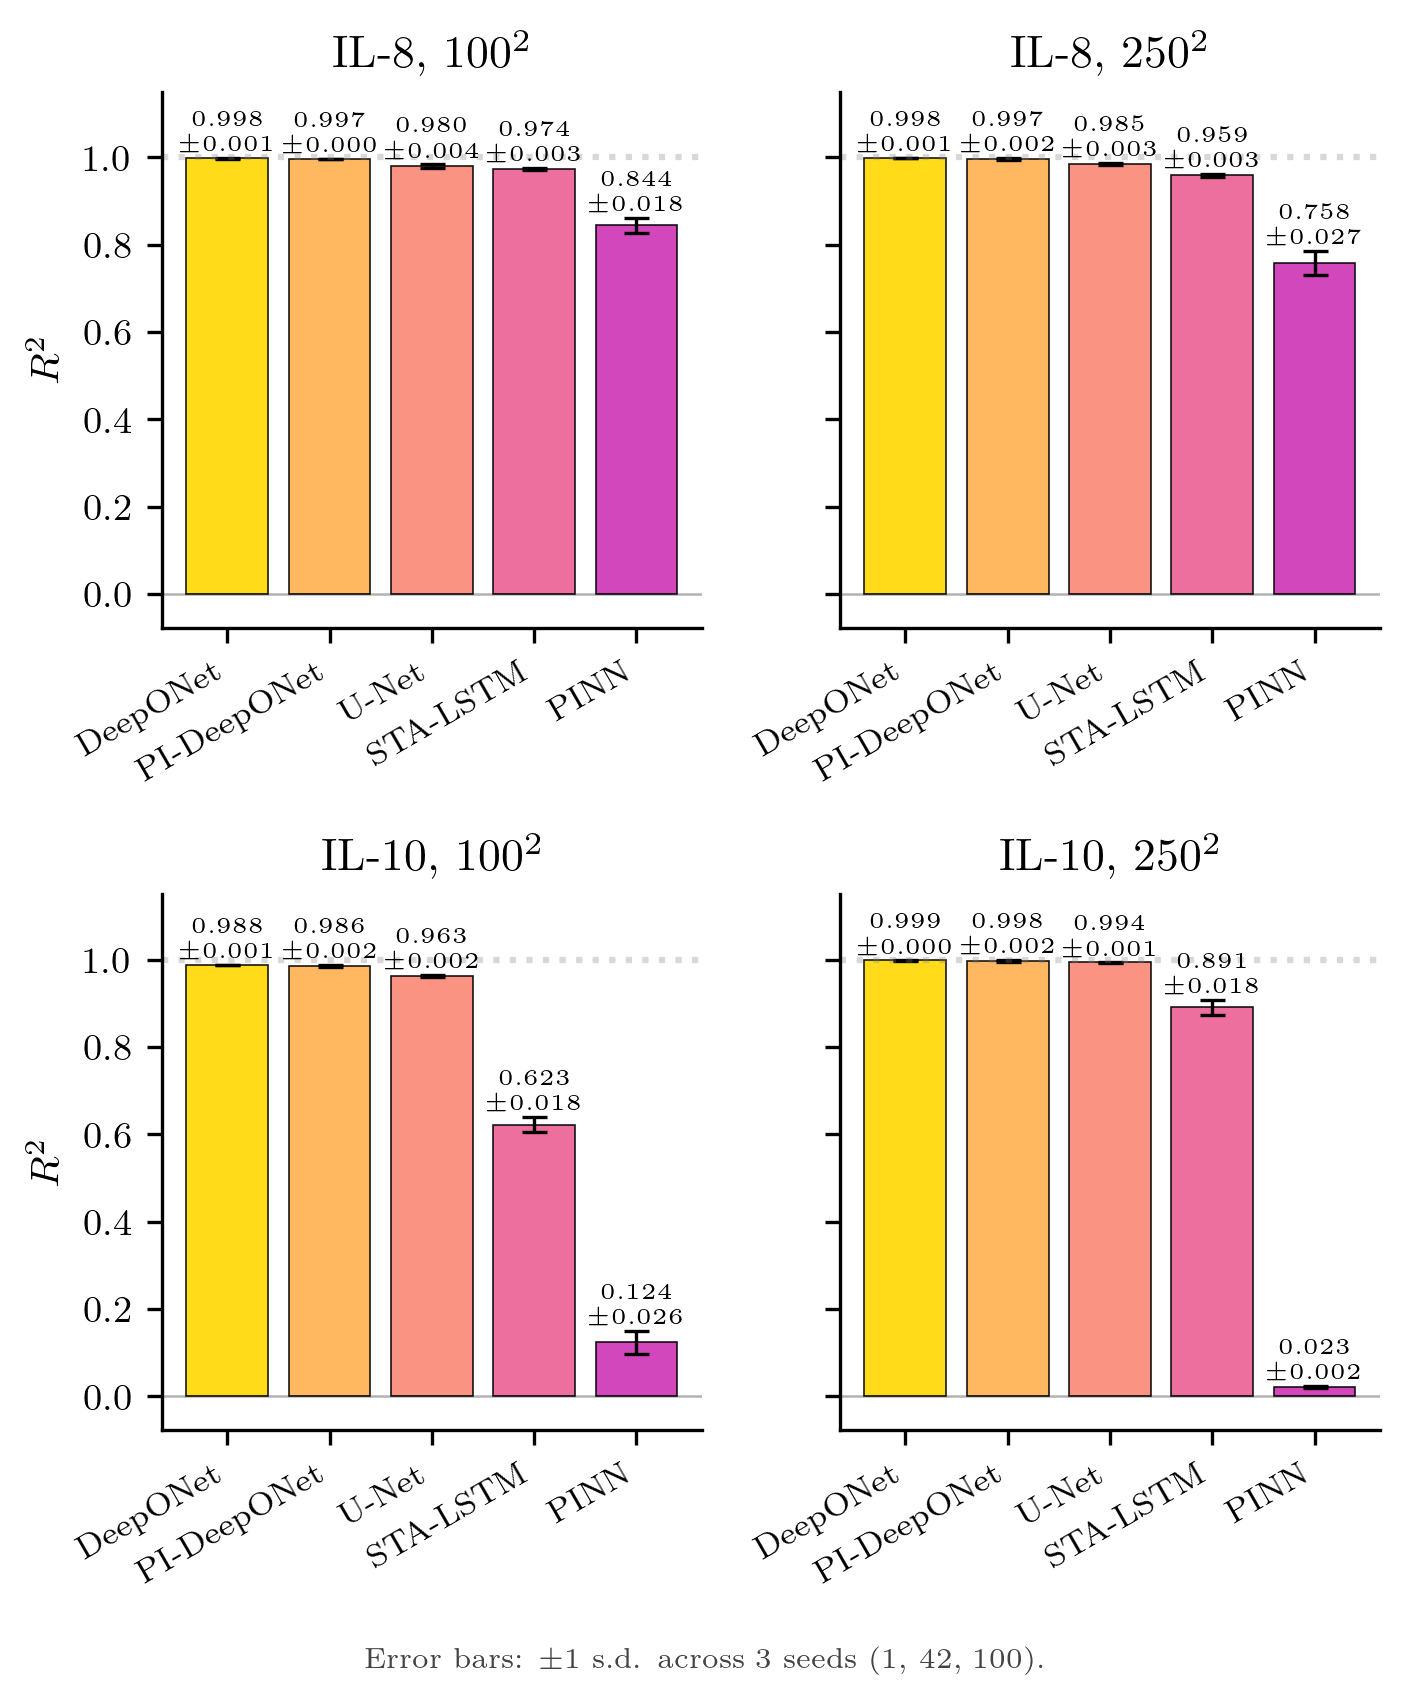 IL-8, 100²
0.998
±0.001
0.997
±0.000
0.980
±0.004
0.974
±0.003
0.844
±0.018
R²
1.0
0.8
0.6
0.4
0.2
0.0
DeepONet
PI-DeepONet
U-Net
STA-LSTM
PINN
IL-8, 250²
0.998
±0.001
0.997
±0.002
0.985
±0.003
0.959
±0.003
0.758
±0.027
DeepONet
PI-DeepONet
U-Net
STA-LSTM
PINN
IL-10, 100²
0.988
±0.001
0.986
±0.002
0.963
±0.002
0.623
±0.018
0.124
±0.026
R²
1.0
0.8
0.6
0.4
0.2
0.0
DeepONet
PI-DeepONet
U-Net
STA-LSTM
PINN
IL-10, 250²
0.999
±0.000
0.998
±0.002
0.994
±0.001
0.891
±0.018
0.023
±0.002
DeepONet
PI-DeepONet
U-Net
STA-LSTM
PINN
Error bars: ±1 s.d. across 3 seeds (1, 42, 100).